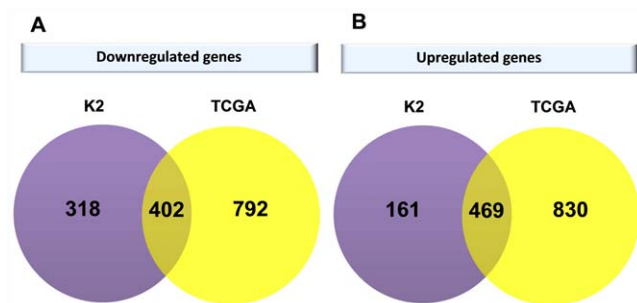 A
Downregulated genes
K2 TCGA
318 402 792
B
Upregulated genes
K2 TCGA
161 469 830